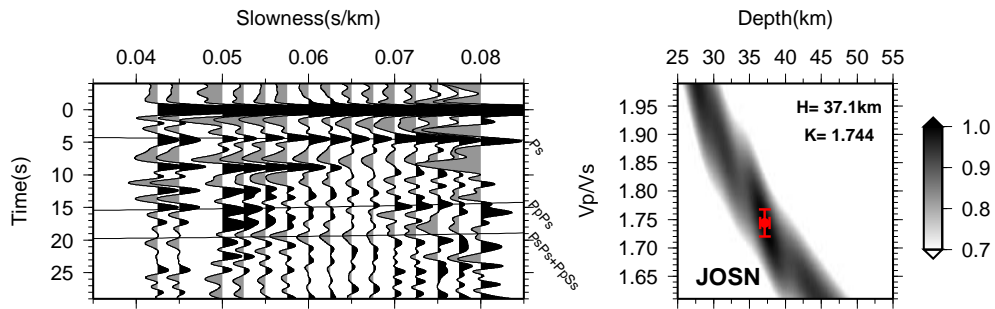 Slowness(s/km)
0.04 0.05 0.06 0.07 0.08
Time(s)
0
5
10
15
20
25
Ps
PpPs
PsPs+PpSs
Depth(km)
25 30 35 40 45 50 55
Vp/Vs
1.95
1.90
1.85
1.80
1.75
1.70
1.65
H= 37.1km
K= 1.744
JOSN
1.0
0.9
0.8
0.7